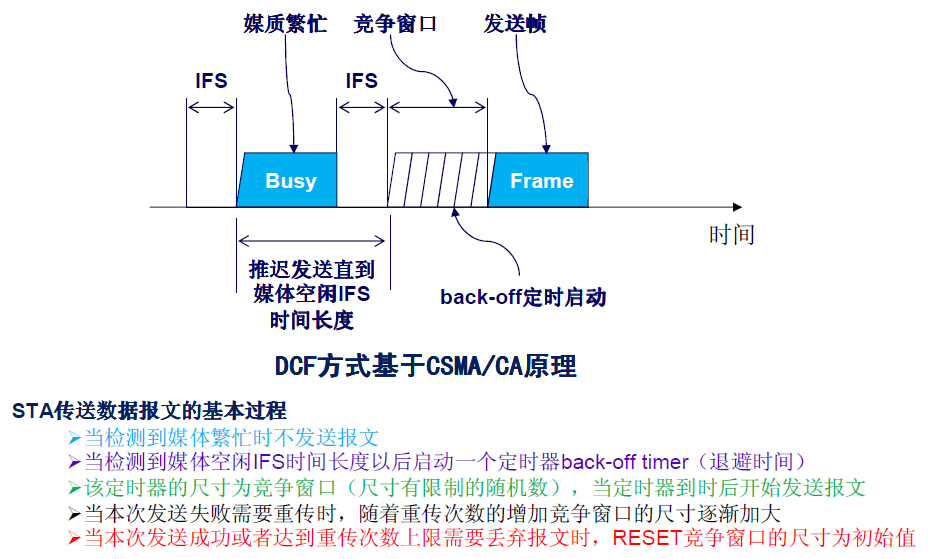 媒质繁忙
竞争窗口
发送帧
IFS
IFS
Busy
Frame
时间
推迟发送直到
媒体空闲IFS
时间长度
back-off定时启动
DCF方式基于CSMA/CA原理
STA传送数据报文的基本过程
➢当检测到媒体繁忙时不发送报文
➢当检测到媒体空闲IFS时间长度以后启动一个定时器back-off timer（退避时间）
➢该定时器的尺寸为竞争窗口（尺寸有限制的随机数），当定时器到时后开始发送报文
➢当本次发送失败需要重传时，随着重传次数的增加竞争窗口的尺寸逐渐加大
➢当本次发送成功或者达到重传次数上限需要丢弃报文时，RESET竞争窗口的尺寸为初始值